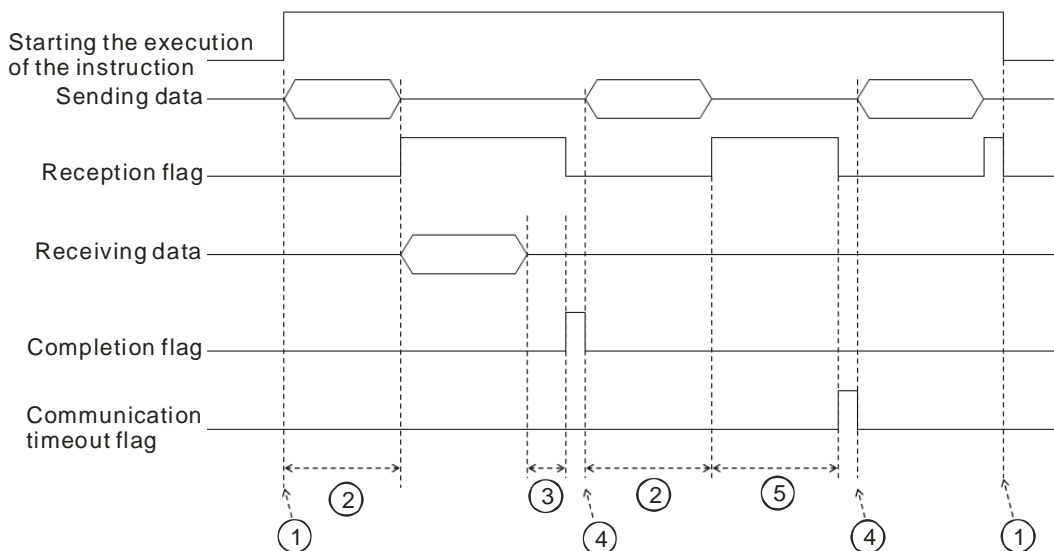 Starting the execution
of the instruction
Sending data
Reception flag
Receiving data
Completion flag
Communication
timeout flag
② ③ ② ⑤
① ④ ④ ①